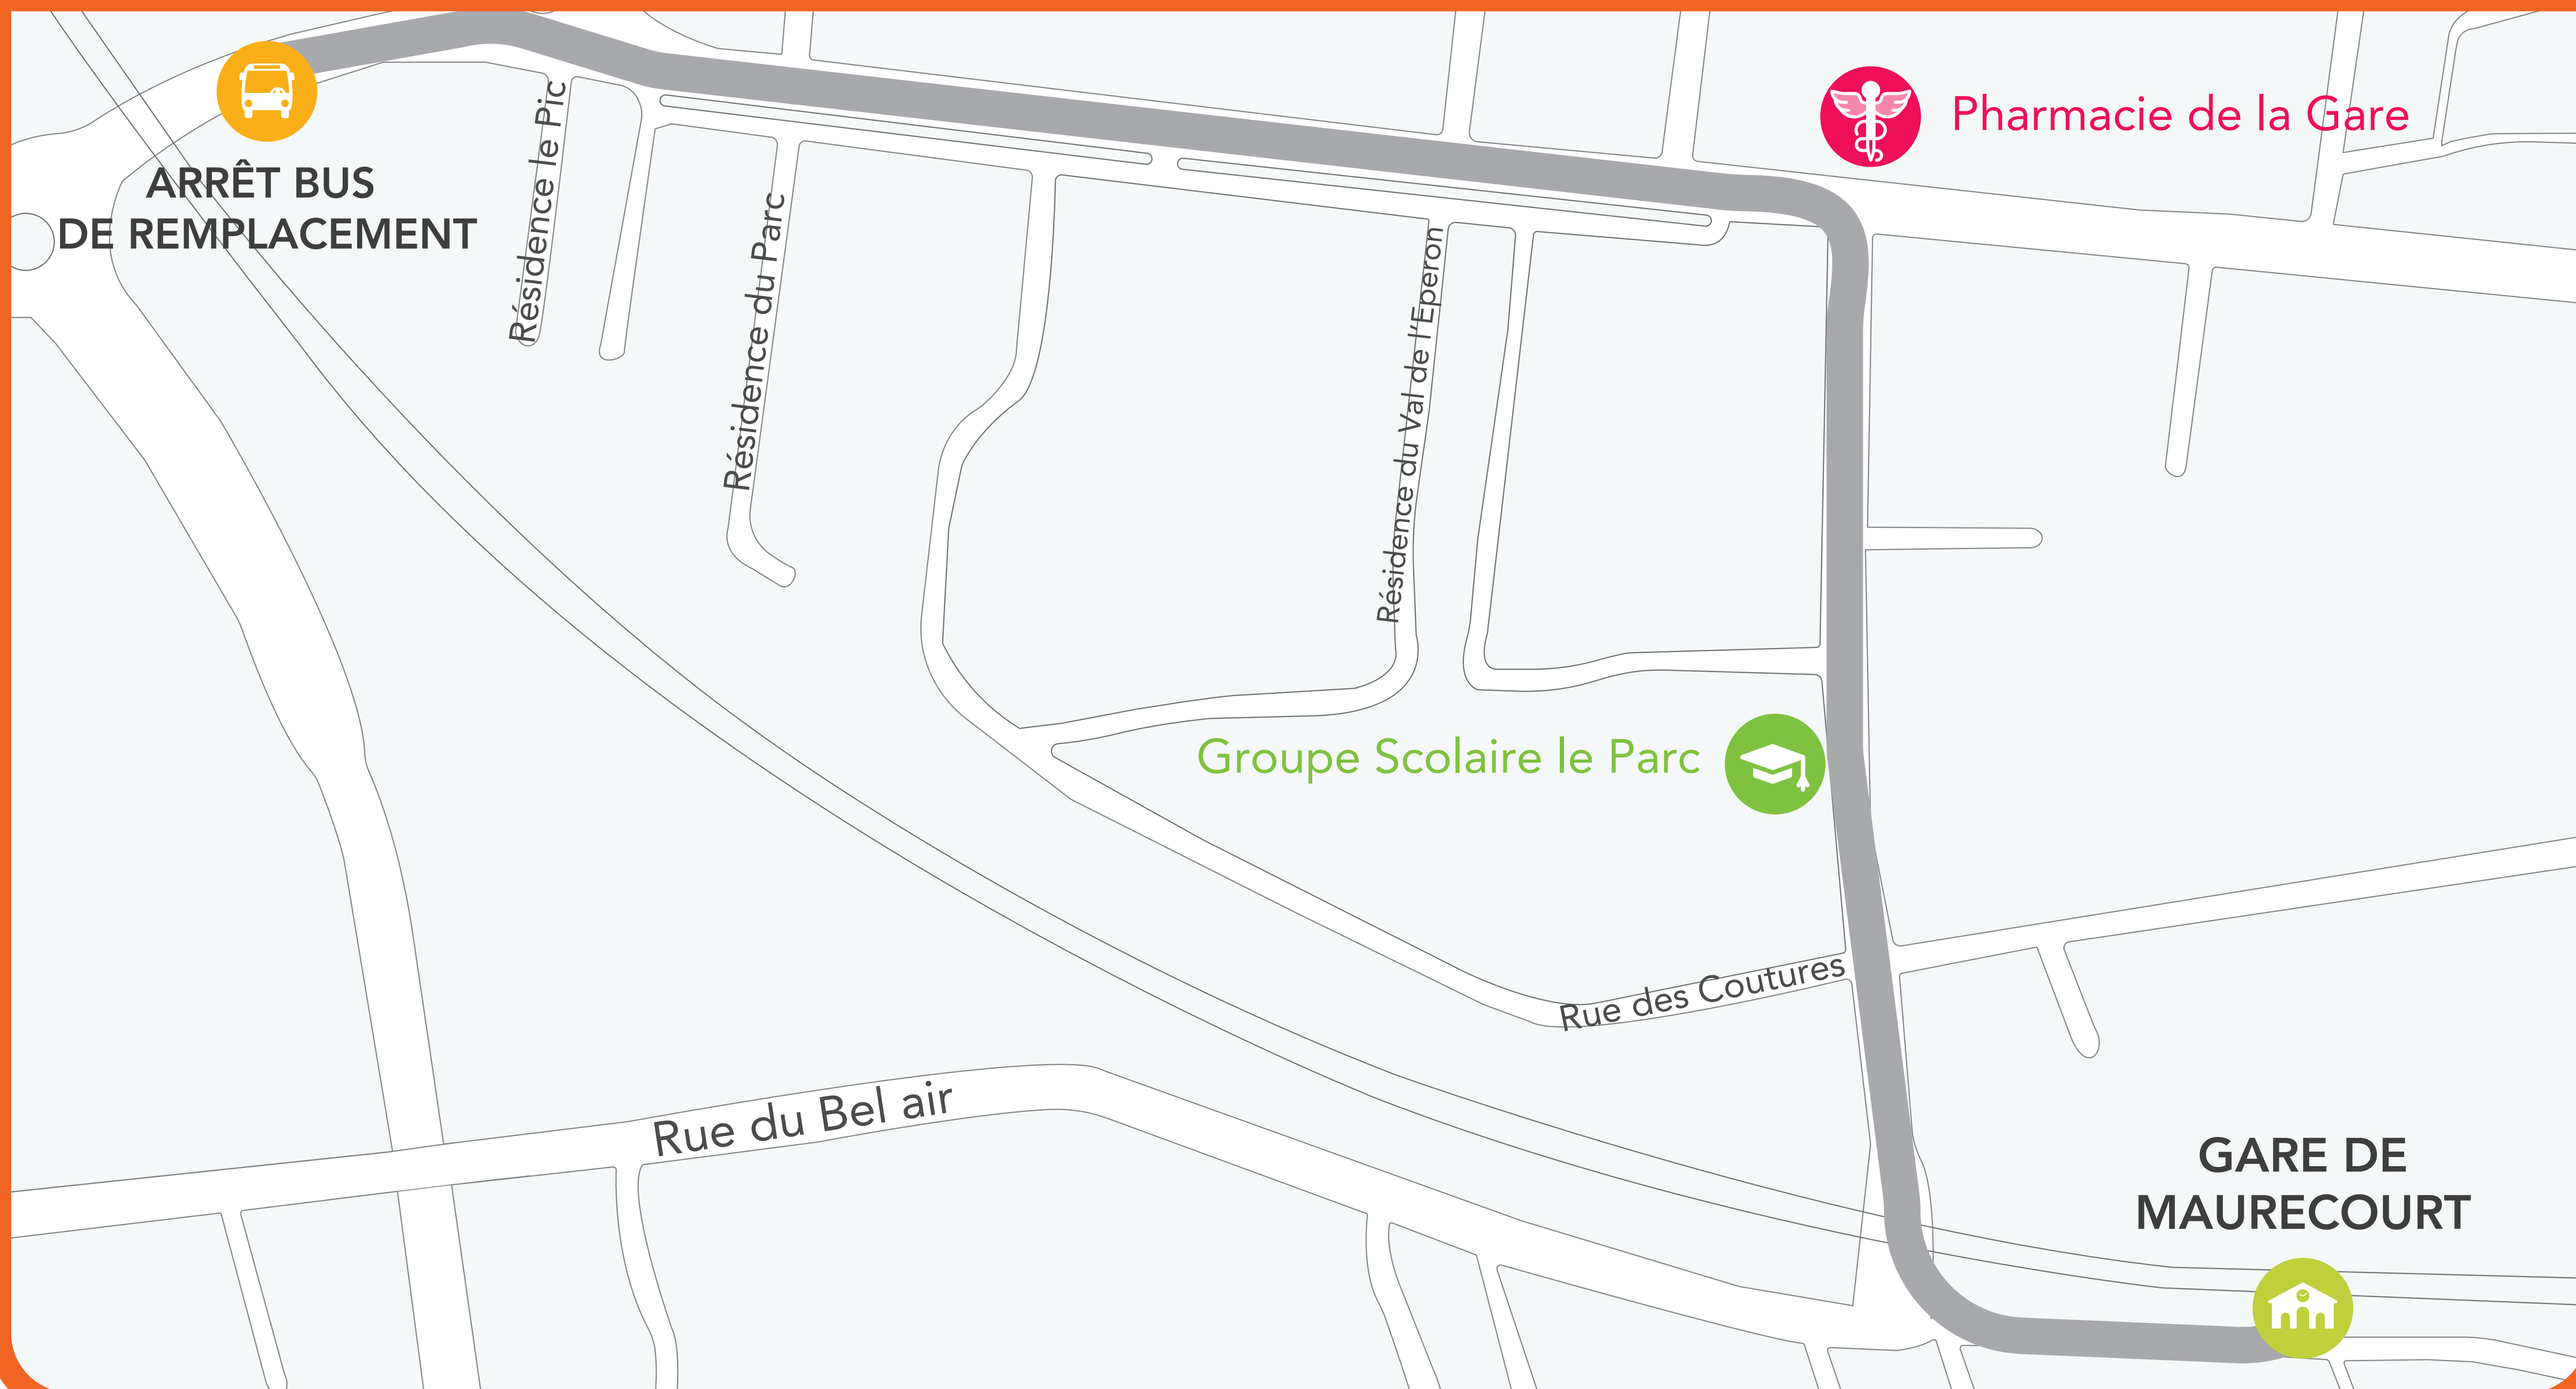 ARRÊT BUS
DE REMPLACEMENT
Résidence le Pic
Résidence du Parc
Résidence du Val de l'Eperon
Pharmacie de la Gare
Groupe Scolaire le Parc
Rue des Coutures
Rue du Bel air
GARE DE
MAURECOURT